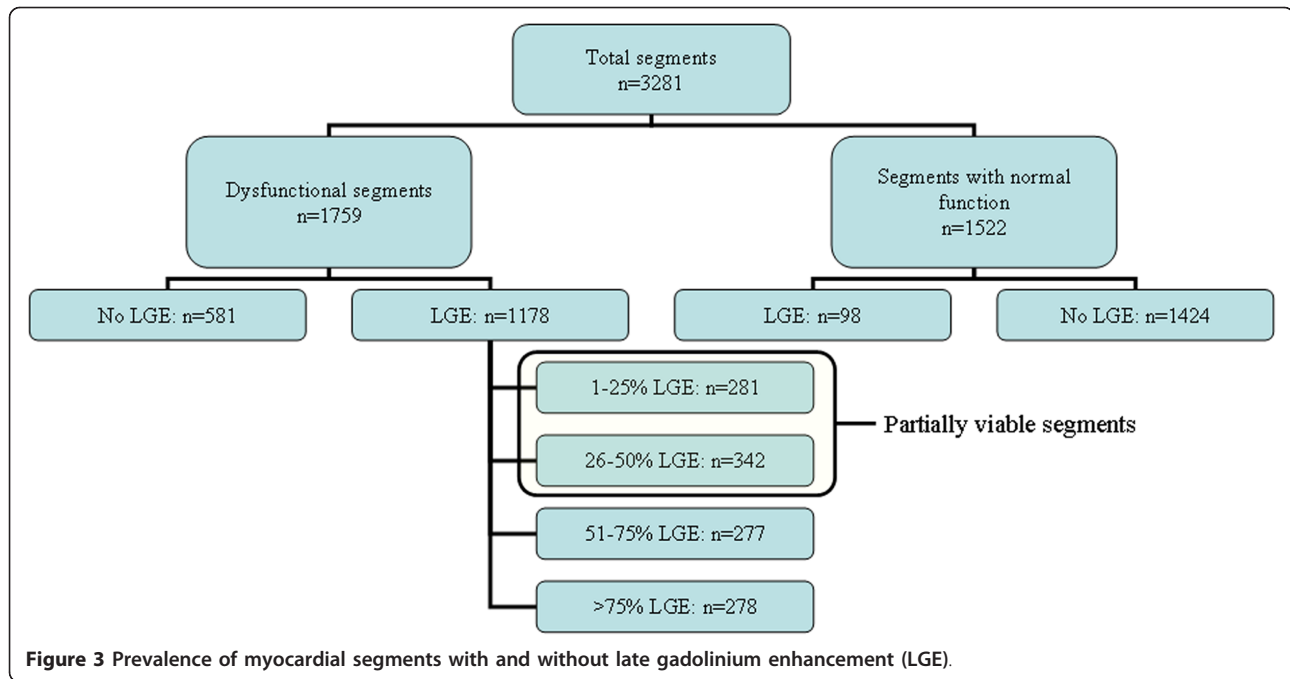 Total segments
n=3281
Dysfunctional segments
n=1759
Segments with normal
function
n=1522
No LGE: n=581
LGE: n=1178
LGE: n=98
No LGE: n=1424
1-25% LGE: n=281
26-50% LGE: n=342
Partially viable segments
51-75% LGE: n=277
>75% LGE: n=278
Figure 3 Prevalence of myocardial segments with and without late gadolinium enhancement (LGE).